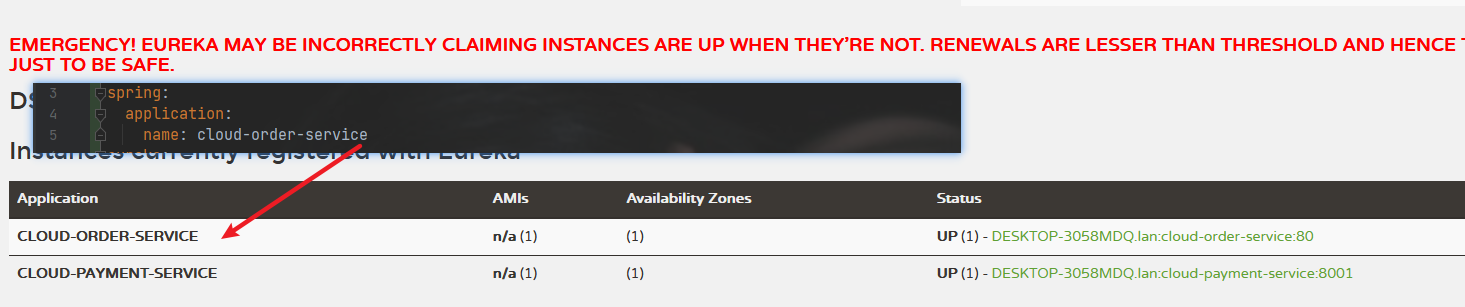 EMERGENCY! EUREKA MAY BE INCORRECTLY CLAIMING INSTANCES ARE UP WHEN THEY'RE NOT. RENEWALS ARE LESSER THAN THRESHOLD AND HENCE
JUST TO BE SAFE.
3 spring:
4 application:
5 name: cloud-order-service
Instances currently registered with Eureka
Application AMIs Availability Zones Status
CLOUD-ORDER-SERVICE n/a (1) (1) UP (1) - DESKTOP-3058MDQ.lan:cloud-order-service:80
CLOUD-PAYMENT-SERVICE n/a (1) (1) UP (1) - DESKTOP-3058MDQ.lan:cloud-payment-service:8001